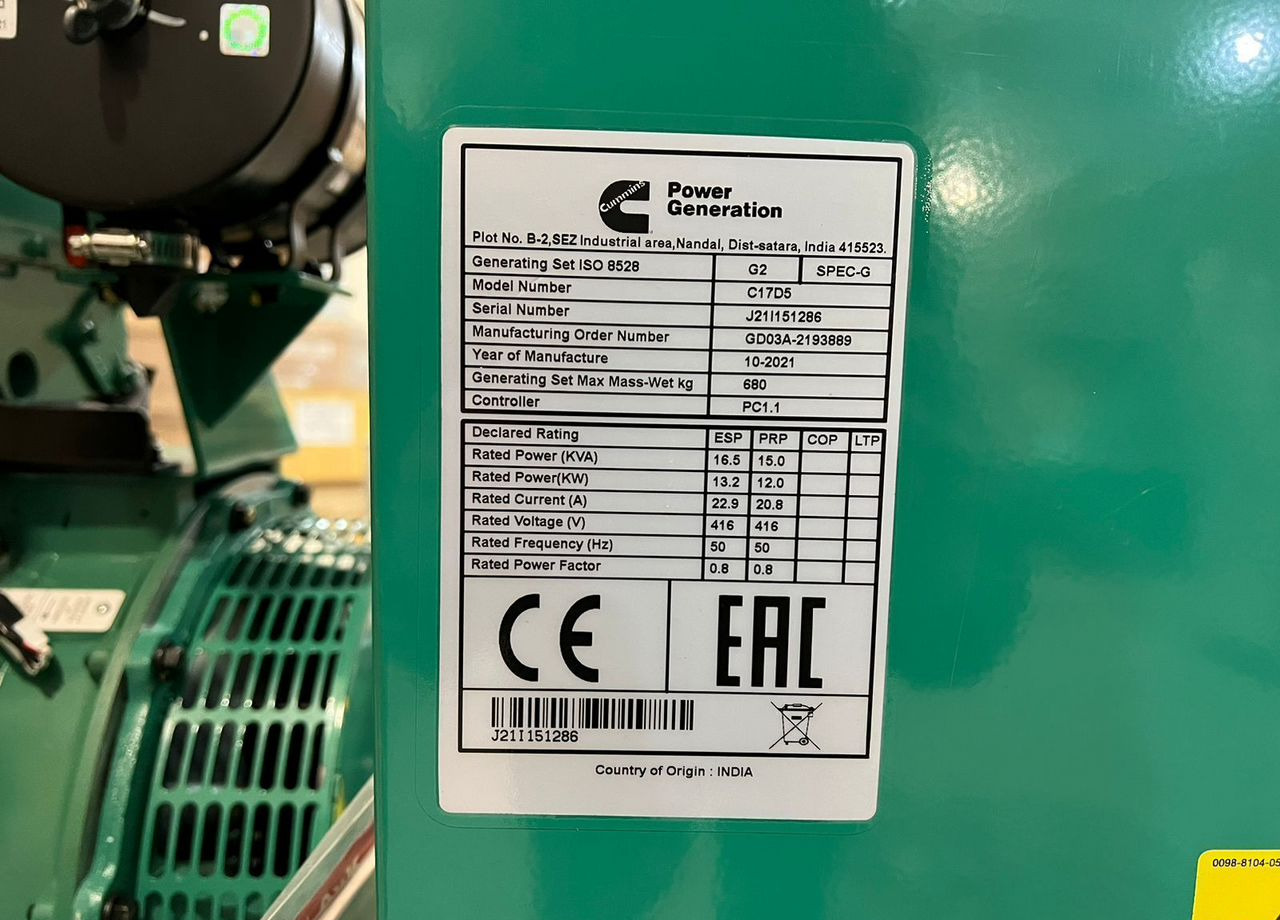 Cummins
Power
Generation
Plot No. B-2,SEZ Industrial area,Nandal, Dist-satara, India 415523.
Generating Set ISO 8528 G2 SPEC-G
Model Number C17D5
Serial Number J21I151286
Manufacturing Order Number GD03A-2193889
Year of Manufacture 10-2021
Generating Set Max Mass-Wet kg 680
Controller PC1.1
Declared Rating ESP PRP COP LTP
Rated Power (KVA) 16.5 15.0
Rated Power(KW) 13.2 12.0
Rated Current (A) 22.9 20.8
Rated Voltage (V) 416 416
Rated Frequency (Hz) 50 50
Rated Power Factor 0.8 0.8
CE EAC
J21I151286
Country of Origin : INDIA
0098-8104-05